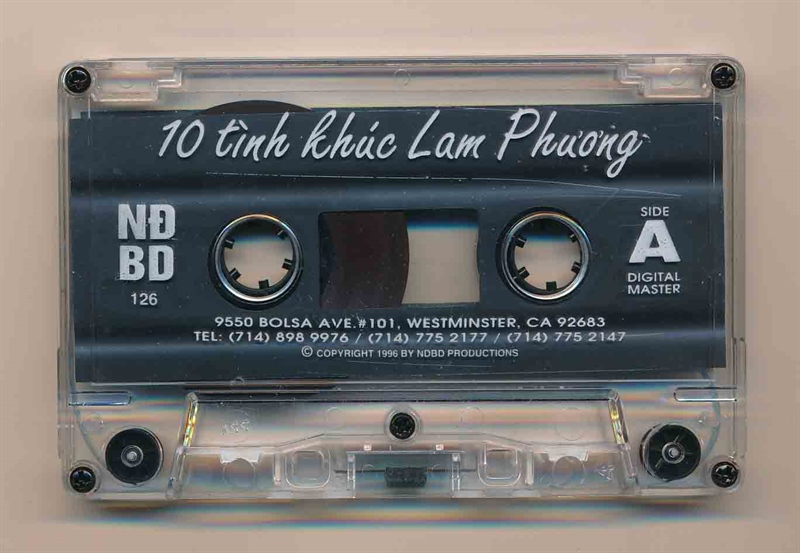 10 tình khúc Lam Phương
NĐ
BD
126
SIDE
A
DIGITAL
MASTER
9550 BOLSA AVE.#101, WESTMINSTER, CA 92683
TEL: (714) 898 9976 / (714) 775 2177 / (714) 775 2147
© COPYRIGHT 1996 BY NDBD PRODUCTIONS